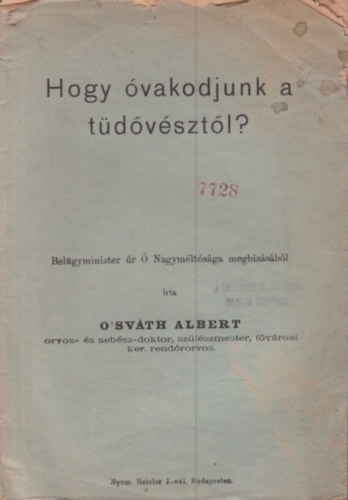 Hogy óvakodjunk a
tüdővésztől?
7728
Belügyminister úr Ő Nagyméltósága megbizásából
irta
O'SVÁTH ALBERT
orvos- és sebész-doktor, szülészmester, fővárosi
ker. rendőrorvos.
Nyom. Heisler J.-nál, Budapesten.